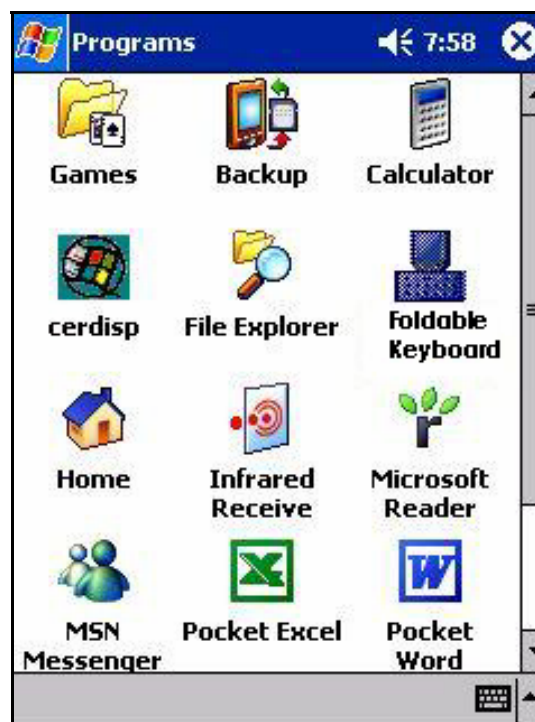 Programs 7:58
Games Backup Calculator
cerdisp File Explorer Foldable
Keyboard
Home Infrared
Receive Microsoft
Reader
MSN
Messenger Pocket Excel Pocket
Word